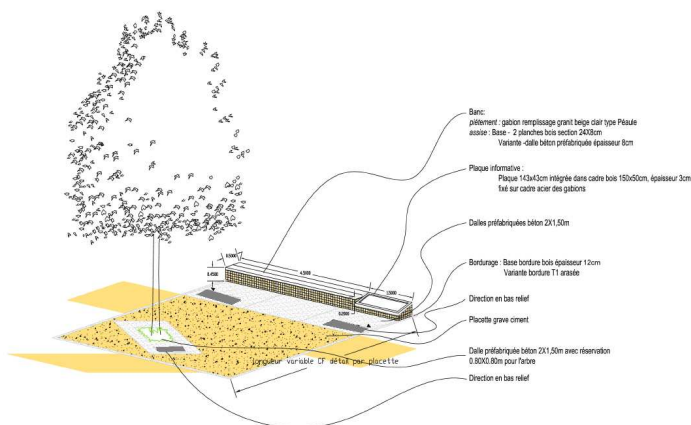 Banc:
piètement : gabion remplissage granit beige clair type Péaule
assise : Base - 2 planches bois section 24X8cm
Variante -dalle béton préfabriquée épaisseur 8cm
Plaque informative :
Plaque 143x43cm intégrée dans cadre bois 150x50cm, épaisseur 3cm
fixé sur cadre acier des gabions
Dalles préfabriquées béton 2X1,50m
Bordurage : Base bordure bois épaisseur 12cm
Variante bordure T1 arasée
Direction en bas relief
Placette grave ciment
Dalle préfabriquée béton 2X1,50m avec réservation
0.80X0.80m pour l'arbre
Direction en bas relief
0.5000
0.4500
4.5000
1.5000
longueur variable CF détail par placette